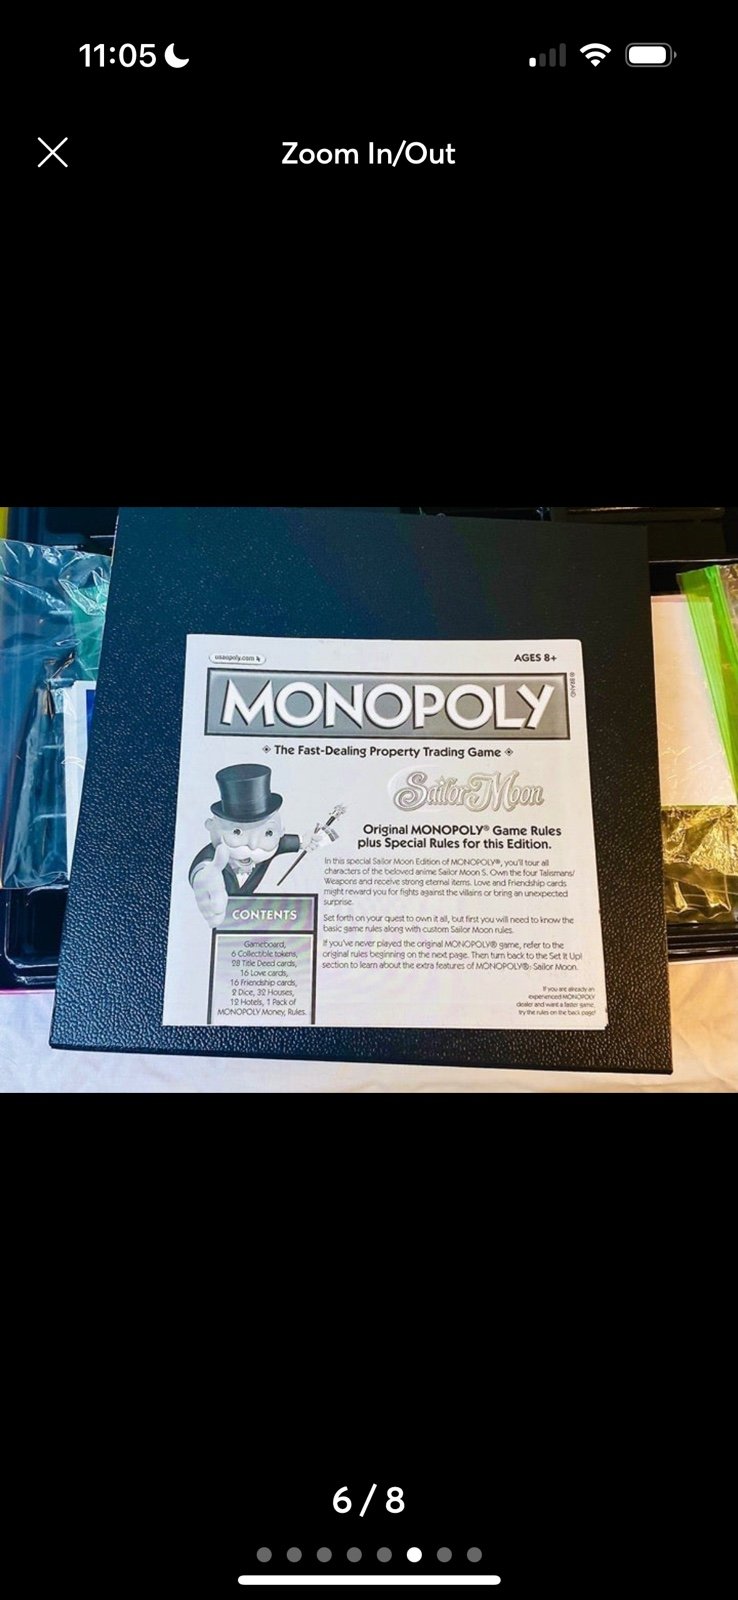 11:05
Zoom In/Out
usaopoly.com
AGES 8+
MONOPOLY
© BRAND
The Fast-Dealing Property Trading Game
Sailor Moon
Original MONOPOLY® Game Rules
plus Special Rules for this Edition.
In this special Sailor Moon Edition of MONOPOLY®, you'll tour all
characters of the beloved anime Sailor Moon S. Own the four Talismans/
Weapons and receive strong eternal items. Love and Friendship cards
might reward you for fights against the villains or bring an unexpected
surprise.
Set forth on your quest to own it all, but first you will need to know the
basic game rules along with custom Sailor Moon rules.
If you've never played the original MONOPOLY® game, refer to the
original rules beginning on the next page. Then turn back to the Set It Up!
section to learn about the extra features of MONOPOLY®: Sailor Moon.
CONTENTS
Gameboard,
6 Collectible tokens,
28 Title Deed cards,
16 Love cards,
16 Friendship cards,
2 Dice, 32 Houses,
12 Hotels, 1 Pack of
MONOPOLY Money, Rules.
If you are already an
experienced MONOPOLY
dealer and want a faster game,
try the rules on the back page!
6 / 8